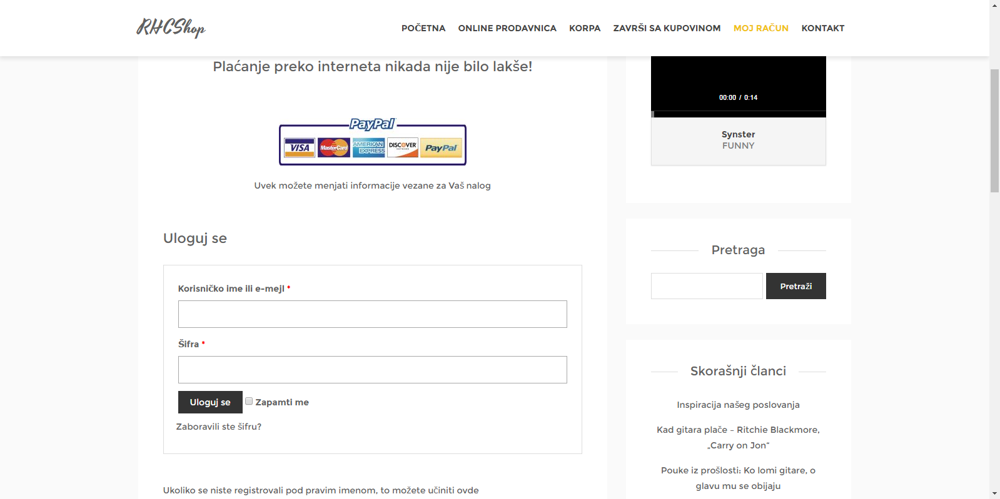 RHCShop
POČETNA
ONLINE PRODAVNICA
KORPA
ZAVRŠI SA KUPOVINOM
MOJ RAČUN
KONTAKT
Plaćanje preko interneta nikada nije bilo lakše!
PayPal
VISA
MasterCard
AMERICAN EXPRESS
DISCOVER
NETWORK
PayPal
Uvek možete menjati informacije vezane za Vaš nalog
Uloguj se
Korisničko ime ili e-mejl *
Šifra *
Uloguj se
Zapamti me
Zaboravili ste šifru?
Ukoliko se niste registrovali pod pravim imenom, to možete učiniti ovde
00:00 / 0:14
Synster
FUNNY
Pretraga
Pretraži
Skorašnji članci
Inspiracija našeg poslovanja
Kad gitara plače – Ritchie Blackmore,
„Carry on Jon“
Pouke iz prošlosti: Ko lomi gitare, o
glavu mu se obijaju